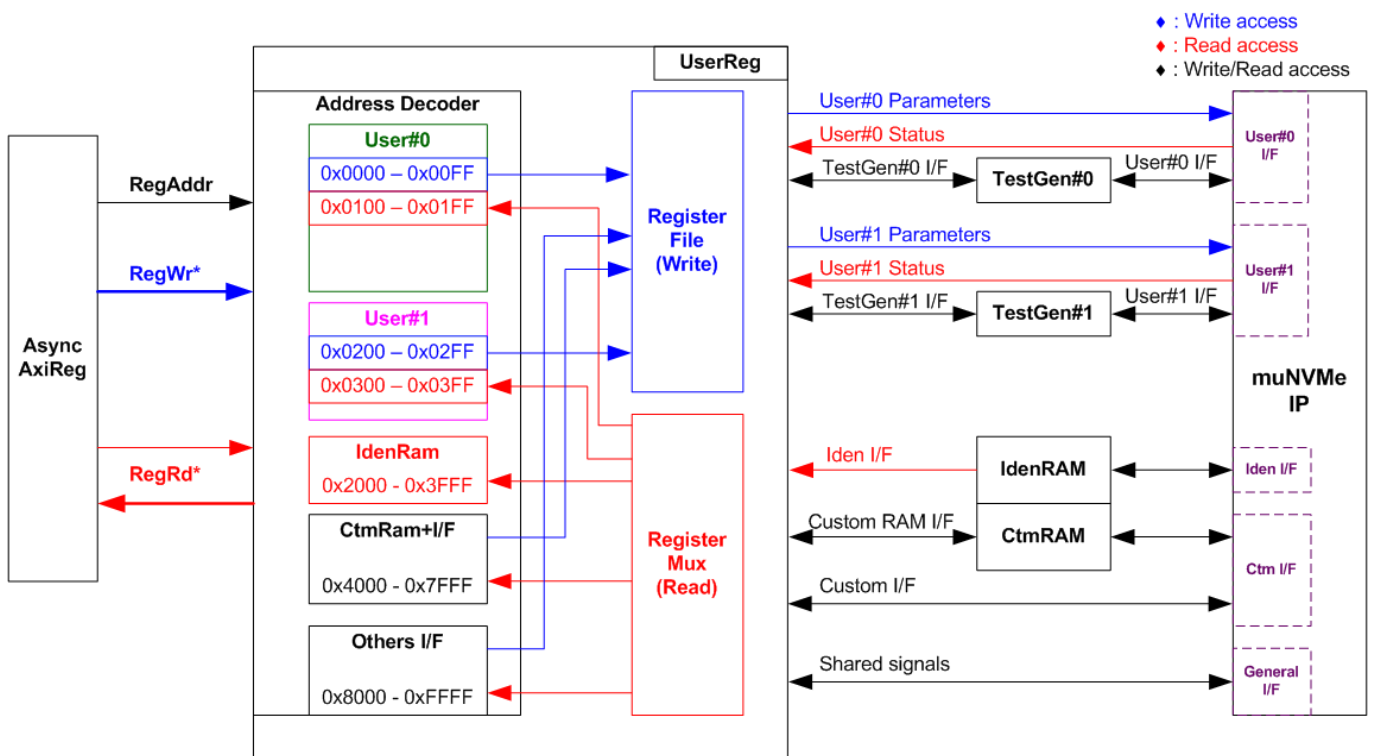 ♦ : Write access
♦ : Read access
♦ : Write/Read access
UserReg
Address Decoder
User#0
0x0000 – 0x00FF
0x0100 – 0x01FF
User#1
0x0200 – 0x02FF
0x0300 – 0x03FF
IdenRam
0x2000 - 0x3FFF
CtmRam+I/F
0x4000 - 0x7FFF
Others I/F
0x8000 - 0xFFFF
Async
AxiReg
RegAddr
RegWr*
RegRd*
Register
File
(Write)
Register
Mux
(Read)
User#0 Parameters
User#0 Status
TestGen#0 I/F
TestGen#0
User#0 I/F
User#1 Parameters
User#1 Status
TestGen#1 I/F
TestGen#1
User#1 I/F
Iden I/F
IdenRAM
Custom RAM I/F
CtmRAM
Custom I/F
Shared signals
User#0
I/F
User#1
I/F
muNVMe
IP
Iden I/F
Ctm I/F
General
I/F